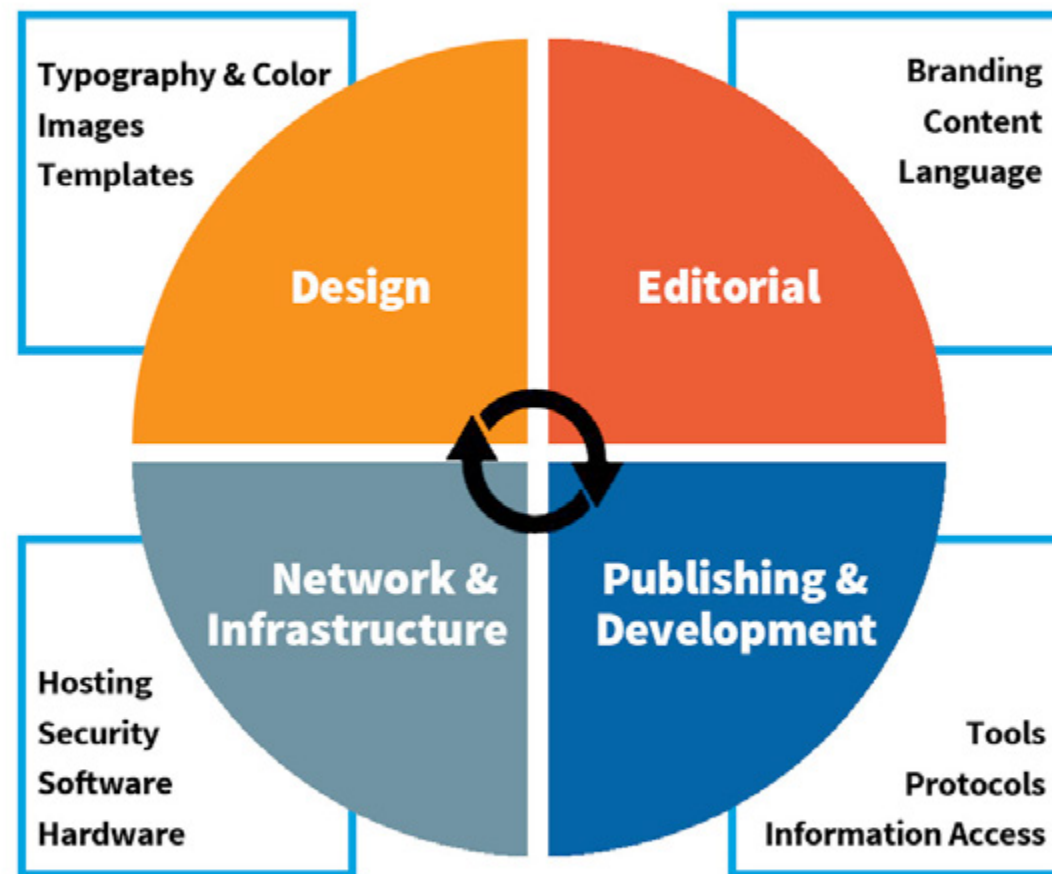 Typography & Color
Images
Templates
Design
Branding
Content
Language
Editorial
Network &
Infrastructure
Hosting
Security
Software
Hardware
Publishing &
Development
Tools
Protocols
Information Access